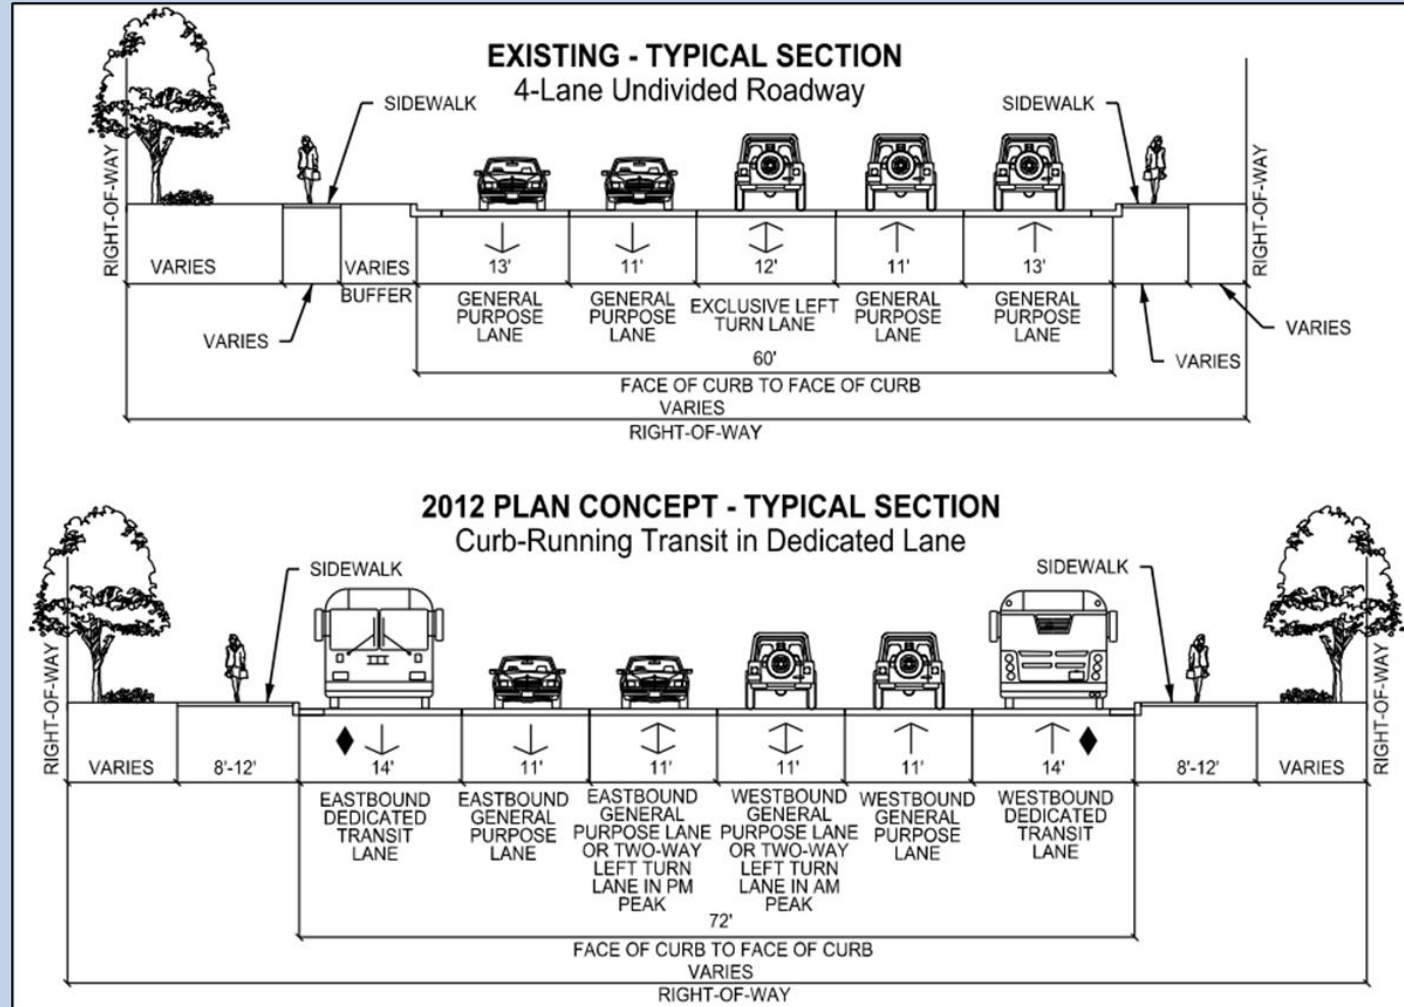 EXISTING - TYPICAL SECTION
4-Lane Undivided Roadway
SIDEWALK
SIDEWALK
RIGHT-OF-WAY
RIGHT-OF-WAY
VARIES
VARIES
BUFFER
VARIES
13'
11'
12'
11'
13'
GENERAL
PURPOSE
LANE
GENERAL
PURPOSE
LANE
EXCLUSIVE LEFT
TURN LANE
GENERAL
PURPOSE
LANE
GENERAL
PURPOSE
LANE
VARIES
VARIES
60'
FACE OF CURB TO FACE OF CURB
VARIES
RIGHT-OF-WAY
2012 PLAN CONCEPT - TYPICAL SECTION
Curb-Running Transit in Dedicated Lane
SIDEWALK
SIDEWALK
RIGHT-OF-WAY
RIGHT-OF-WAY
VARIES
8'-12'
14'
11'
11'
11'
11'
14'
8'-12'
VARIES
EASTBOUND
DEDICATED
TRANSIT
LANE
EASTBOUND
GENERAL
PURPOSE
LANE
EASTBOUND
GENERAL
PURPOSE LANE
OR TWO-WAY
LEFT TURN
LANE IN PM
PEAK
WESTBOUND
GENERAL
PURPOSE LANE
OR TWO-WAY
LEFT TURN
LANE IN AM
PEAK
WESTBOUND
GENERAL
PURPOSE
LANE
WESTBOUND
DEDICATED
TRANSIT
LANE
72'
FACE OF CURB TO FACE OF CURB
VARIES
RIGHT-OF-WAY